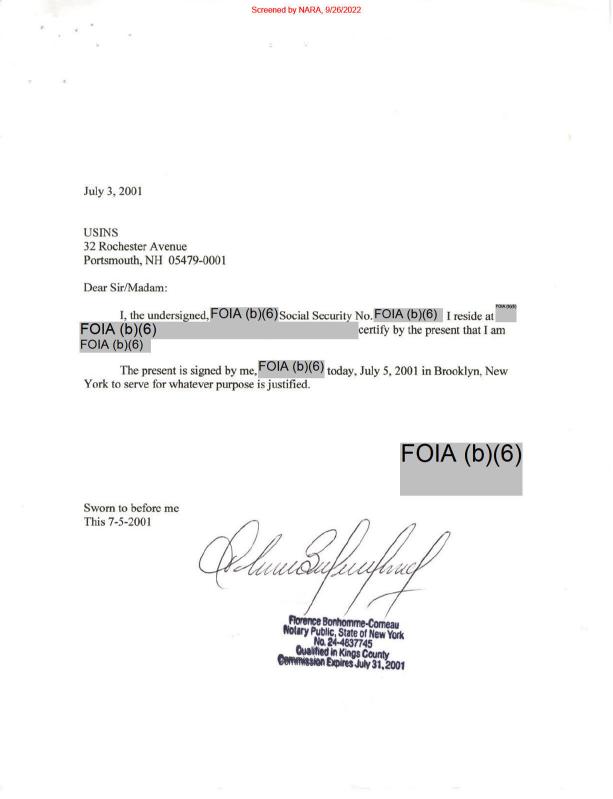 Screened by NARA, 9/26/2022
July 3, 2001
USINS
32 Rochester Avenue
Portsmouth, NH 05479-0001
Dear Sir/Madam:
I, the undersigned, FOIA (b)(6) Social Security No. FOIA (b)(6) I reside at FOIA (b)(6)
FOIA (b)(6) certify by the present that I am
FOIA (b)(6)
The present is signed by me, FOIA (b)(6) today, July 5, 2001 in Brooklyn, New
York to serve for whatever purpose is justified.
FOIA (b)(6)
Sworn to before me
This 7-5-2001
Florence Bonhomme-Comeau
Notary Public, State of New York
No. 24-4637745
Qualified in Kings County
Commission Expires July 31, 2001